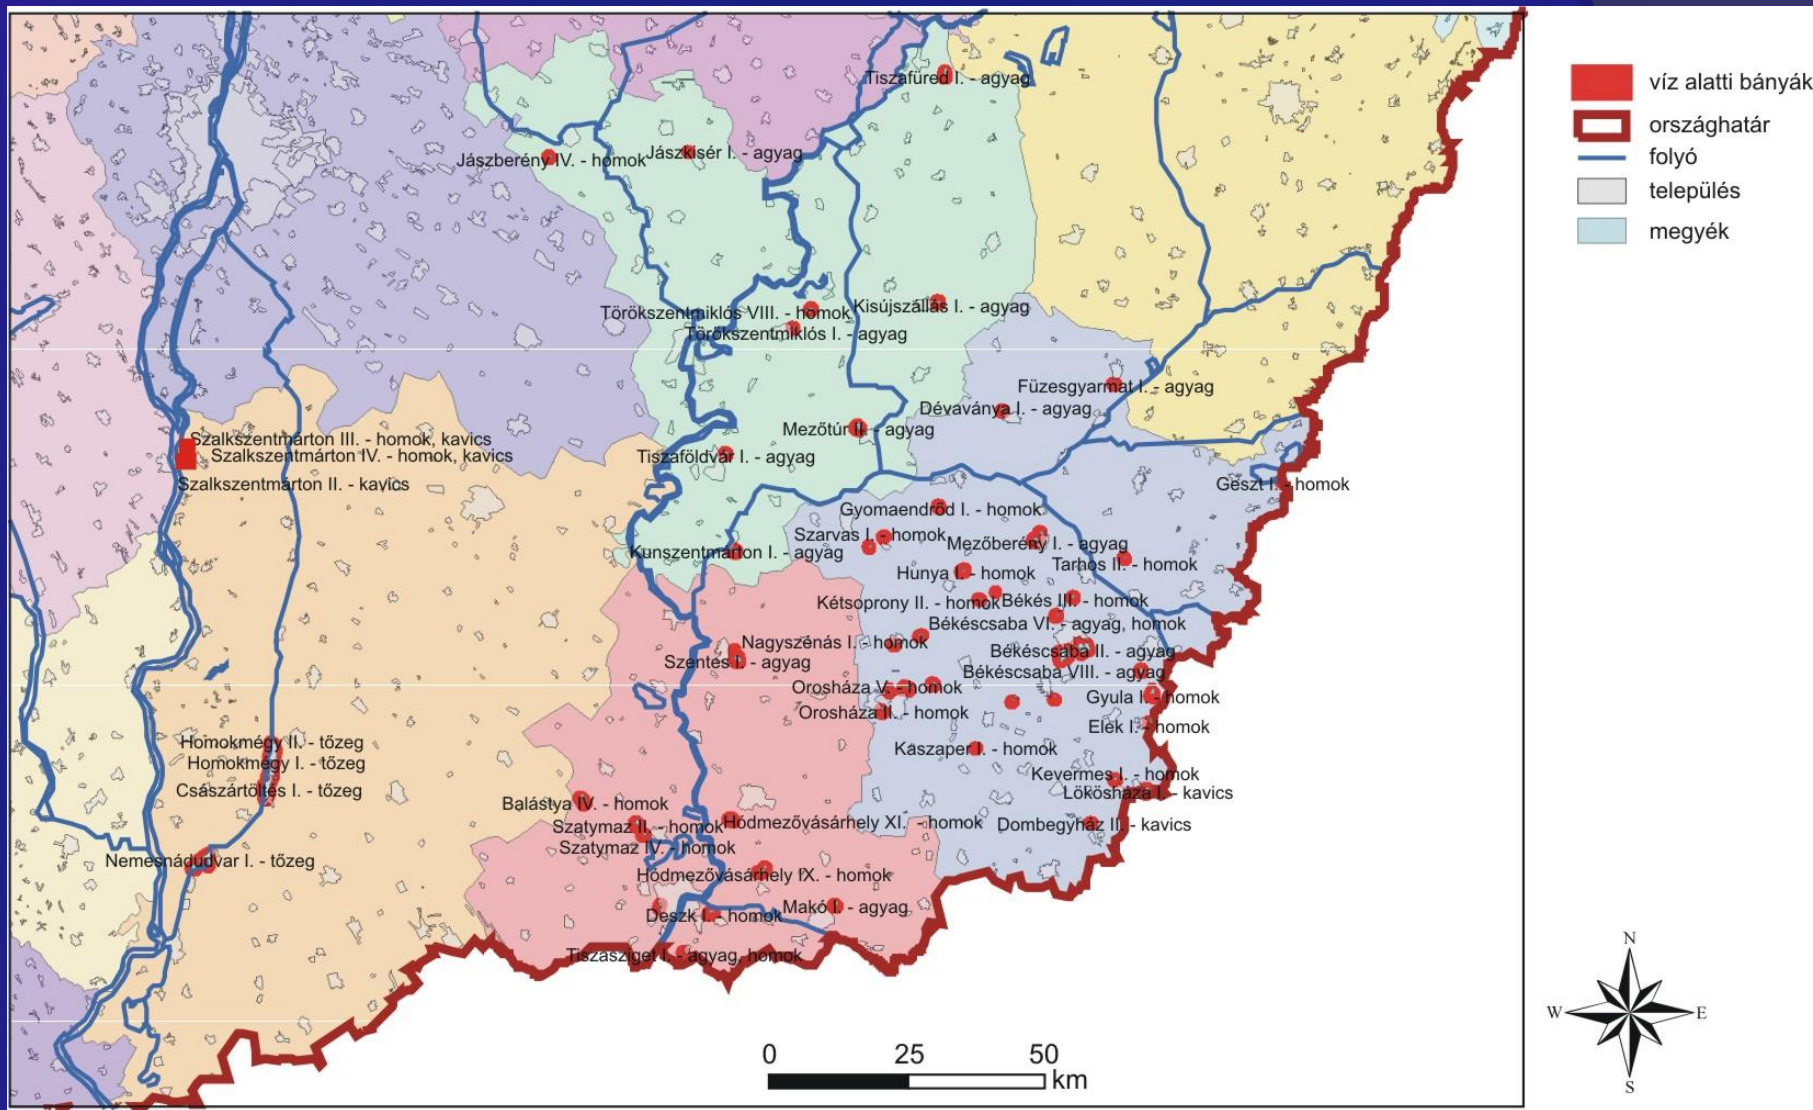 Tiszafüred I. - agyag
Jászberény IV. - homok
Jászkisér I. - agyag
Törökszentmiklós VIII. - homok
Kisújszállás I. - agyag
Törökszentmiklós I. - agyag
Füzesgyarmat I. - agyag
Dévaványa I. - agyag
Mezőtúr II. - agyag
Szalkszentmárton III. - homok, kavics
Szalkszentmárton IV. - homok, kavics
Tiszaföldvár I. - agyag
Szalkszentmárton II. - kavics
Geszt I. - homok
Gyomaendrőd I. - homok
Szarvas I. - homok
Mezőberény I. - agyag
Kunszentmárton I. - agyag
Tarhos II. - homok
Hunya I. - homok
Kétsoprony II. - homok
Békés III. - homok
Békéscsaba VI. - agyag, homok
Nagyszénás I. - homok
Békéscsaba II. - agyag
Szentes I. - agyag
Békéscsaba VIII. - agyag
Orosháza V. - homok
Gyula I. - homok
Orosháza II. - homok
Elek I. - homok
Homokmégy II. - tőzeg
Kaszaper I. - homok
Homokmégy I. - tőzeg
Kevermes I. - homok
Császártöltés I. - tőzeg
Lőkösháza I. - kavics
Balástya IV. - homok
Szatymaz II. - homok
Hódmezővásárhely XI. - homok
Dombegyház II. - kavics
Szatymaz IV. - homok
Nemesnádudvar I. - tőzeg
Hódmezővásárhely IX. - homok
Makó I. - agyag
Deszk I. - homok
Tiszasziget I. - agyag, homok
0 25 50
km
víz alatti bányák
országhatár
folyó
település
megyék
N
W E
S